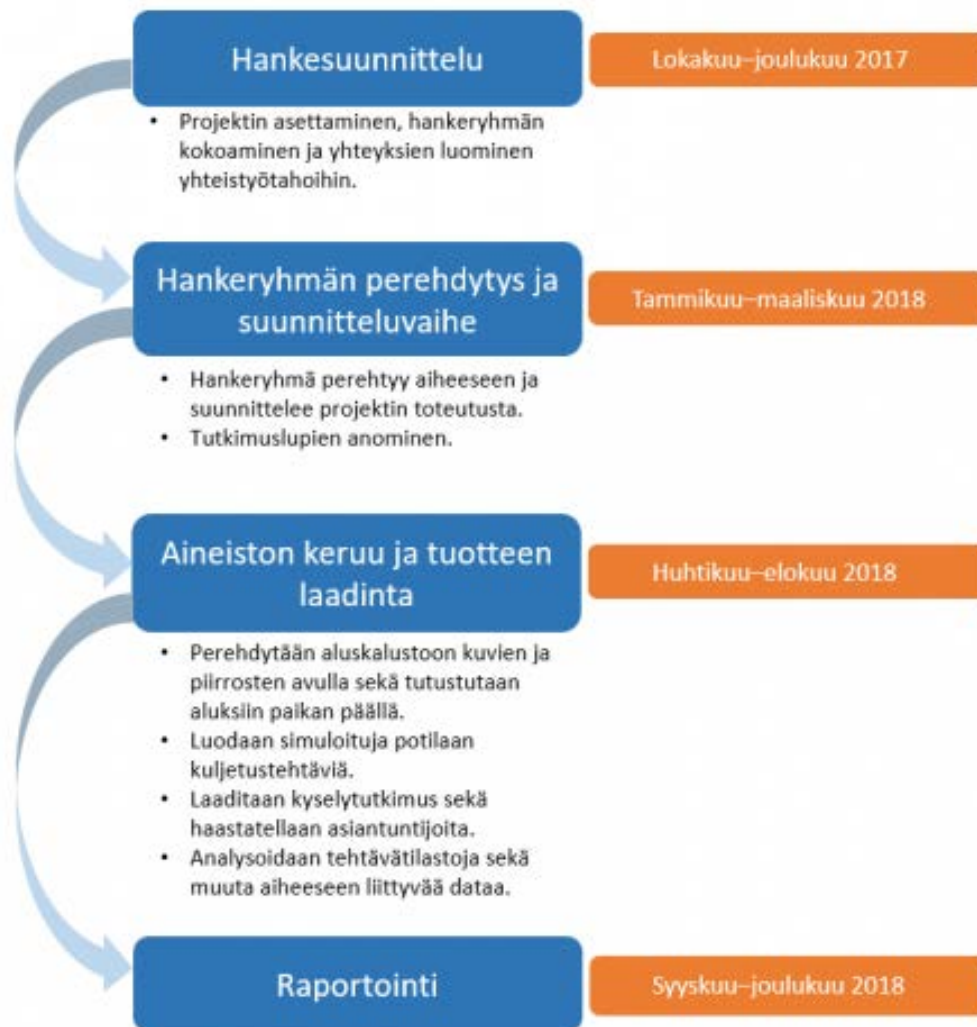 Hankesuunnittelu
Lokakuu–joulukuu 2017
• Projektin asettaminen, hankeryhmän
kokoaminen ja yhteyksien luominen
yhteistyötahoihin.
Hankeryhmän perehdytys ja
suunnitteluvaihe
Tammikuu–maaliskuu 2018
• Hankeryhmä perehtyy aiheeseen ja
suunnittelee projektin toteutusta.
• Tutkimuslupien anominen.
Aineiston keruu ja tuotteen
laadinta
Huhtikuu–elokuu 2018
• Perehdytään aluskalustoon kuvien ja
piirrosten avulla sekä tutustutaan
aluksiin paikan päällä.
• Luodaan simuloituja potilaan
kuljetustehtäviä.
• Laaditaan kyselytutkimus sekä
haastatellaan asiantuntijoita.
• Analysoidaan tehtävätilastoja sekä
muuta aiheeseen liittyvää dataa.
Raportointi
Syyskuu–joulukuu 2018